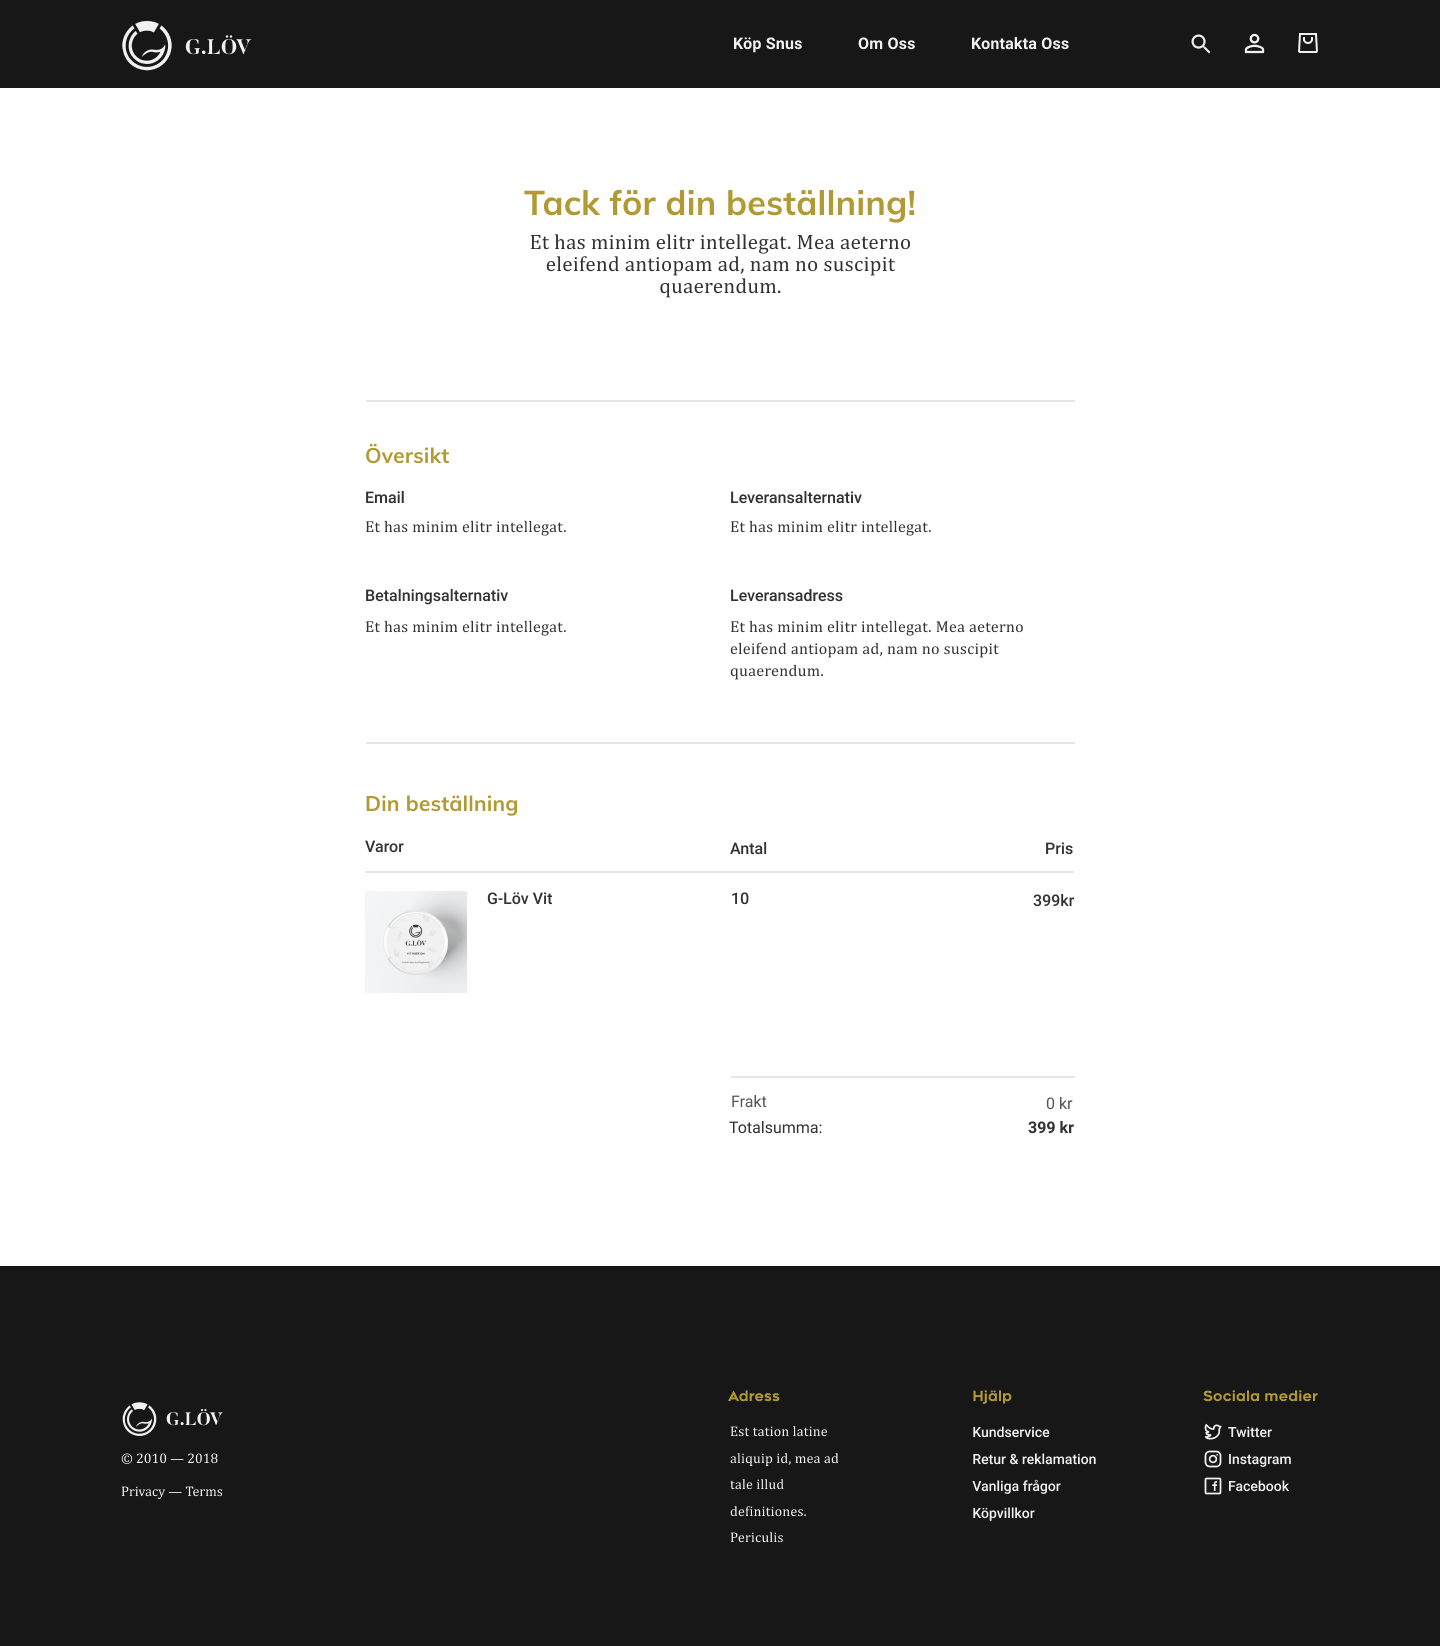 G.LÖV
Köp Snus Om Oss Kontakta Oss
Tack för din beställning!
Et has minim elitr intellegat. Mea aeterno
eleifend antiopam ad, nam no suscipit
quaerendum.
Översikt
Email
Et has minim elitr intellegat.
Leveransalternativ
Et has minim elitr intellegat.
Betalningsalternativ
Et has minim elitr intellegat.
Leveransadress
Et has minim elitr intellegat. Mea aeterno
eleifend antiopam ad, nam no suscipit
quaerendum.
Din beställning
Varor Antal Pris
G.LÖV
G-Löv Vit 10 399kr
Frakt 0 kr
Totalsumma: 399 kr
G.LÖV
© 2010 — 2018
Privacy — Terms
Adress
Est tation latine
aliquip id, mea ad
tale illud
definitiones.
Periculis
Hjälp
Kundservice
Retur & reklamation
Vanliga frågor
Köpvillkor
Sociala medier
Twitter
Instagram
Facebook